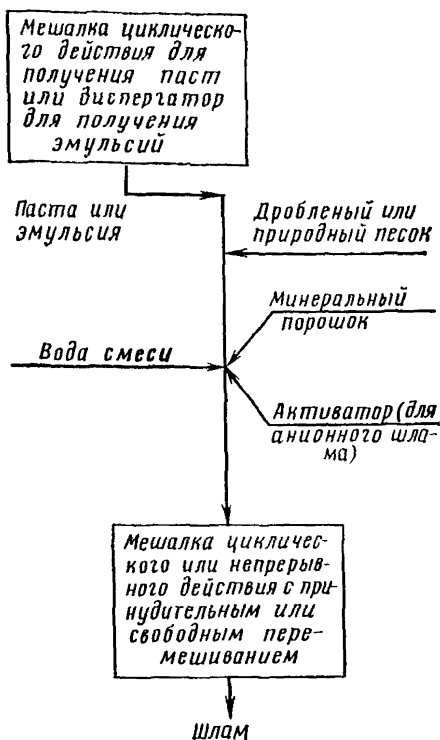 Мешалка цикличесĸо-
го действия для
получения паст
или диспергатор
для получения
эмульсий
Паста или
эмульсия
Дробленый или
природный песок
Минеральный
порошок
Вода смеси
Активатор (для
анионного шла-
ма)
Мешалка цикличес-
кого или непрерыв-
ного действия с при-
нудительным или
свободным пере-
мешиванием
Шлам